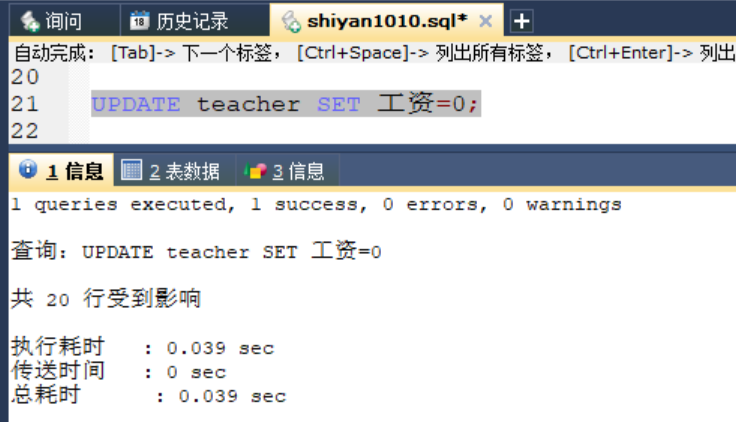 询问 历史记录 shiyan1010.sql*
自动完成： [Tab]-> 下一个标签， [Ctrl+Space]-> 列出所有标签， [Ctrl+Enter]-> 列出
20
21 UPDATE teacher SET 工资=0;
22
1 信息 2 表数据 3 信息
1 queries executed, 1 success, 0 errors, 0 warnings
查询：UPDATE teacher SET 工资=0
共 20 行受到影响
执行耗时 : 0.039 sec
传送时间 : 0 sec
总耗时 : 0.039 sec